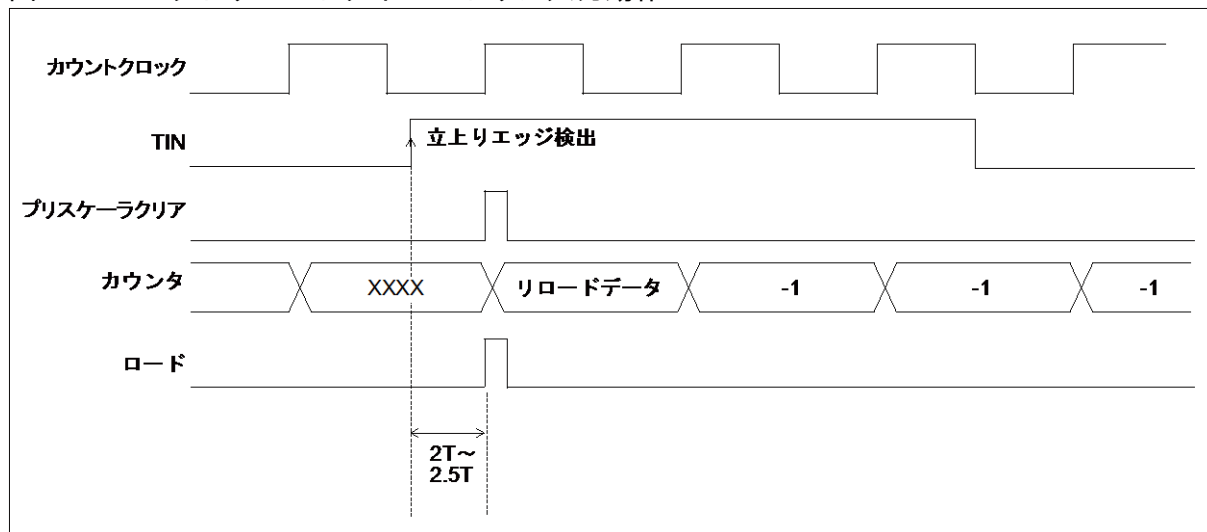 カウントクロック
TIN
立上りエッジ検出
プリスケーラクリア
カウンタ
XXXX
リロードデータ
-1
-1
-1
ロード
2T～
2.5T